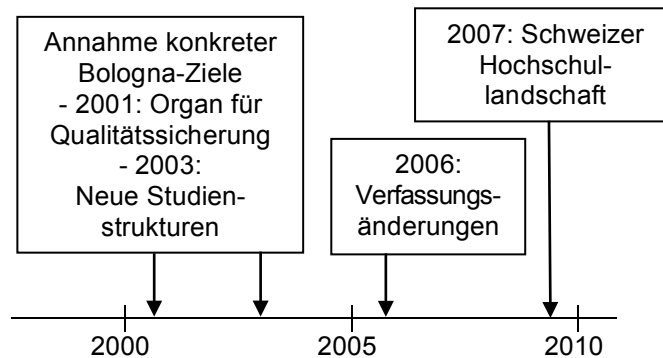 Annahme konkreter
Bologna-Ziele
- 2001: Organ für
Qualitätssicherung
- 2003:
Neue Studien-
strukturen
2006:
Verfassungs-
änderungen
2007: Schweizer
Hochschul-
landschaft
2000
2005
2010